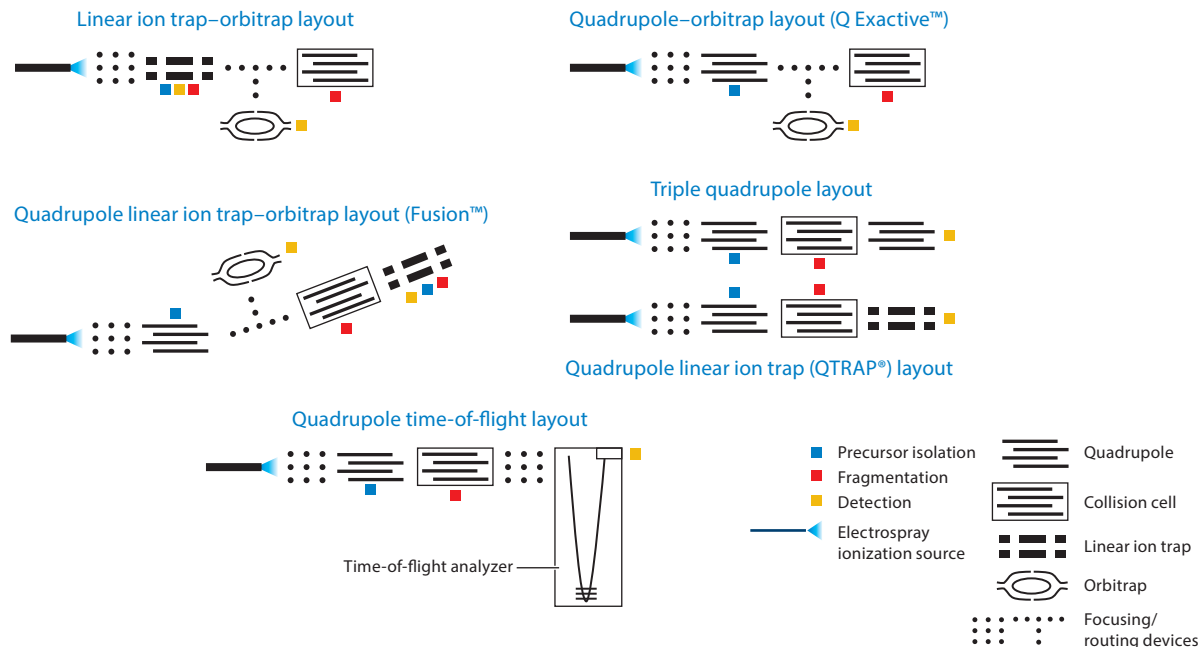 Linear ion trap–orbitrap layout
Quadrupole–orbitrap layout (Q Exactive™)
Quadrupole linear ion trap–orbitrap layout (Fusion™)
Triple quadrupole layout
Quadrupole linear ion trap (QTRAP®) layout
Quadrupole time-of-flight layout
Time-of-flight analyzer
Precursor isolation
Fragmentation
Detection
Electrospray
ionization source
Quadrupole
Collision cell
Linear ion trap
Orbitrap
Focusing/
routing devices